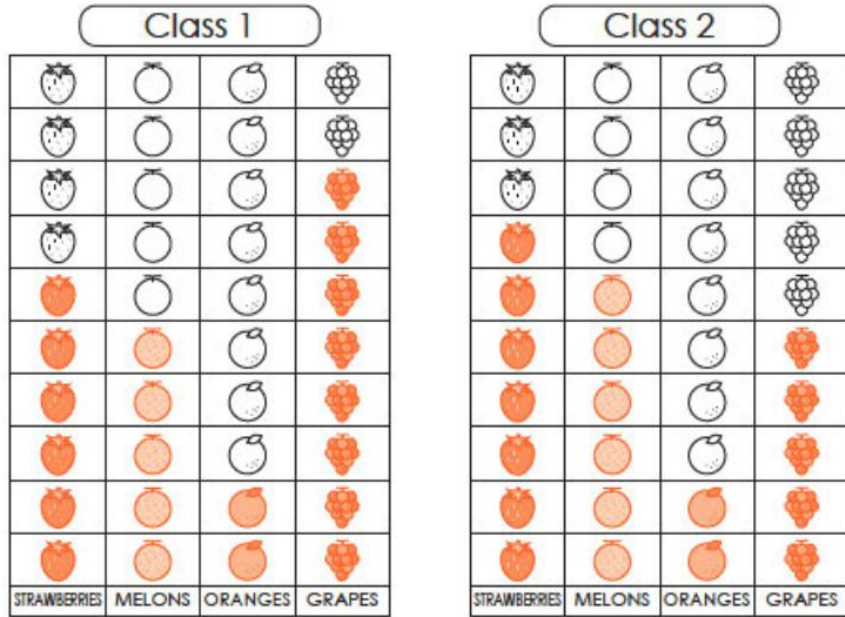 Class 1
Class 2
STRAWBERRIES MELONS ORANGES GRAPES
STRAWBERRIES MELONS ORANGES GRAPES